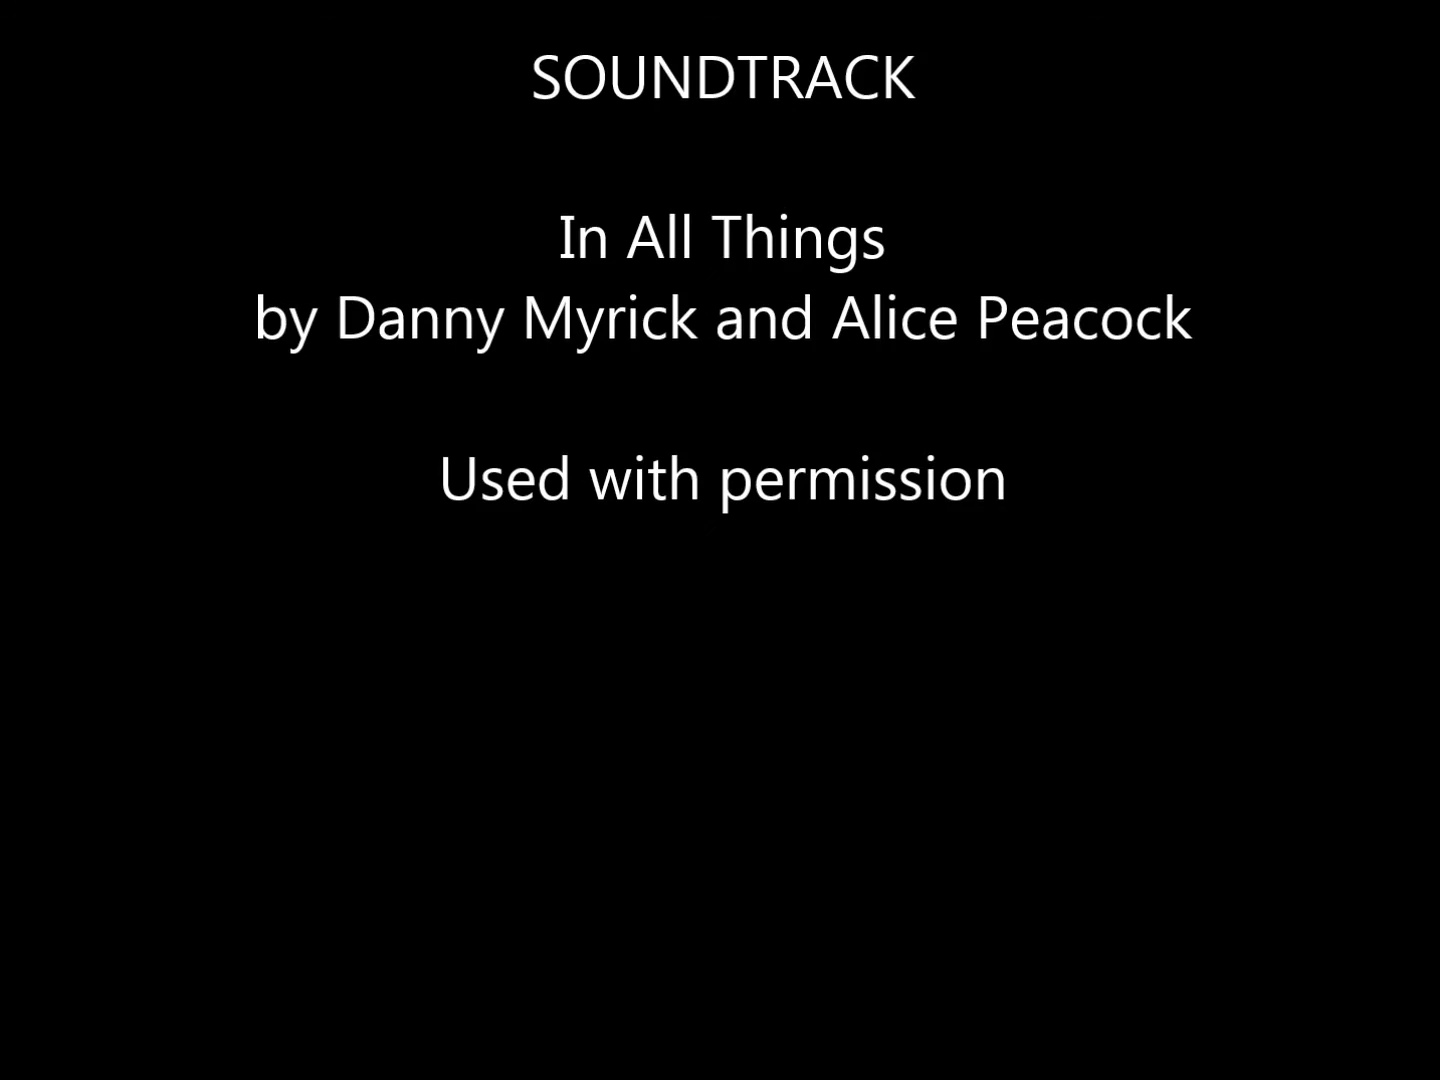 SOUNDTRACK
In All Things
by Danny Myrick and Alice Peacock
Used with permission